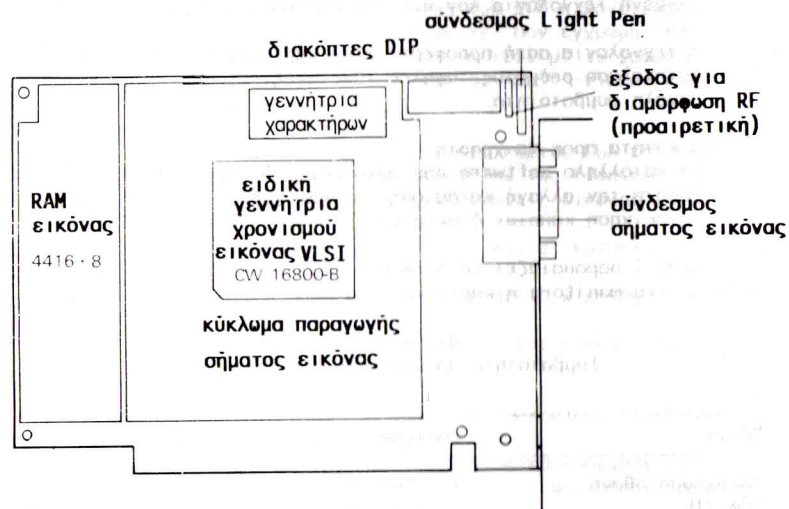 σύνδεσμος Light Pen
διακόπτες DIP
έξοδος για
διαμόρφωση RF
(προαιρετική)
γεννήτρια
χαρακτήρων
RAM
εικόνας
4416 · 8
ειδική
γεννήτρια
χρονισμού
εικόνας VLSI
CW 16800-B
σύνδεσμος
σήματος εικόνας
κύκλωμα παραγωγής
σήματος εικόνας